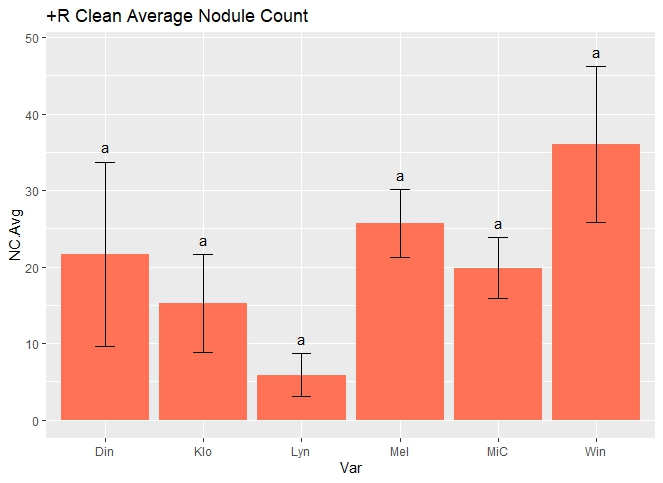 +R Clean Average Nodule Count
50
40
30
20
10
0
NC.Avg
a
a
a
a
a
a
Din
Klo
Lyn
Mel
MiC
Win
Var